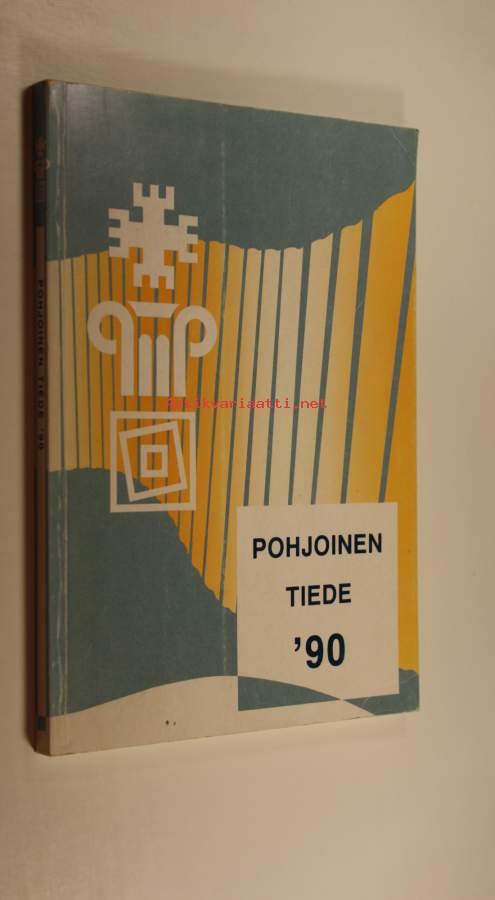 POHJOINEN TIEDE '90
antikvariaatti.net
POHJOINEN
TIEDE
'90